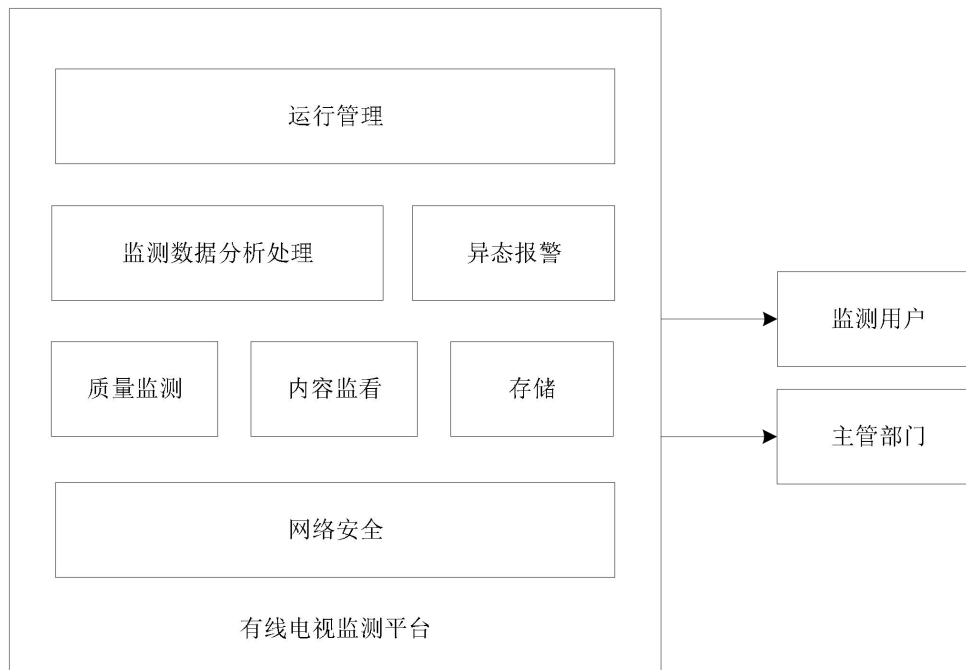 运行管理
监测数据分析处理
异态报警
质量监测
内容监看
存储
网络安全
有线电视监测平台
监测用户
主管部门